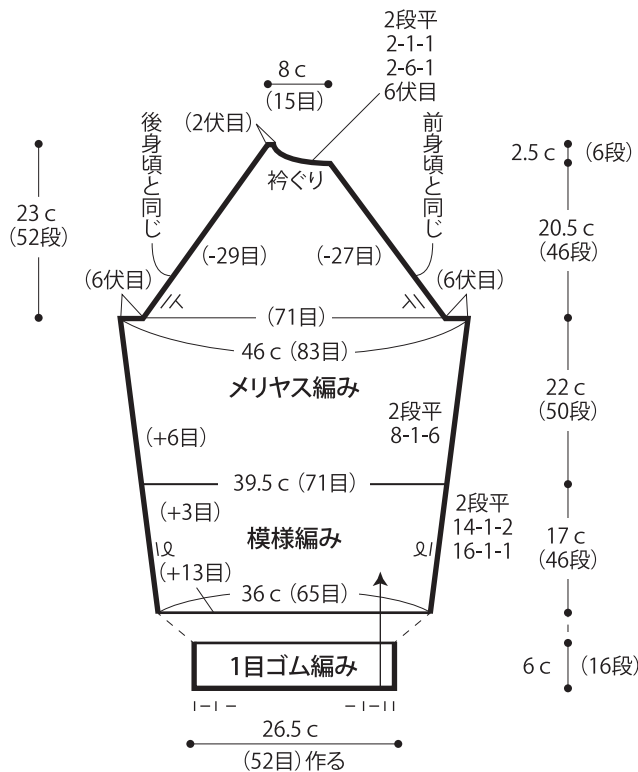 2段平
2-1-1
2-6-1
6伏目
8 c
(15目)
(2伏目)
衿ぐり
後身頃と同じ
前身頃と同じ
2.5 c (6段)
23 c
(52段)
20.5 c
(46段)
(-29目)
(-27目)
(6伏目)
(6伏目)
(71目)
46 c (83目)
メリヤス編み
22 c
(50段)
(+6目)
2段平
8-1-6
39.5 c (71目)
(+3目)
模様編み
2段平
14-1-2
16-1-1
17 c
(46段)
(+13目)
36 c (65目)
1目ゴム編み
6 c (16段)
26.5 c
(52目) 作る